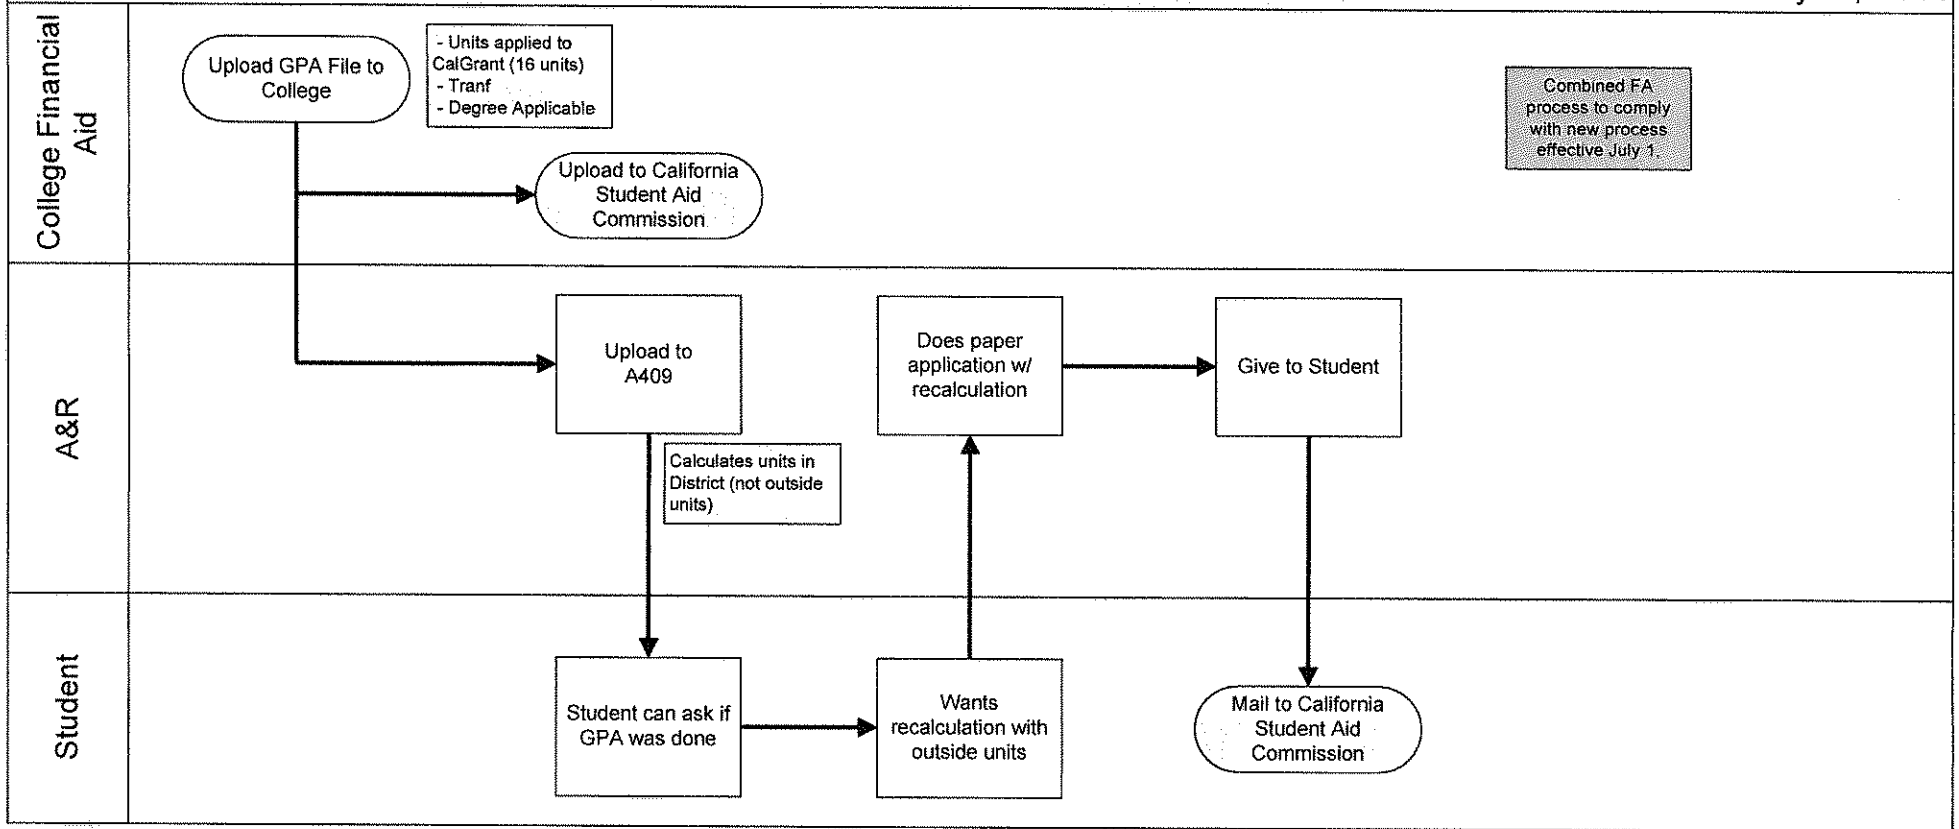 College Financial
Aid
Upload GPA File to
College
- Units applied to
CalGrant (16 units)
- Tranf
- Degree Applicable
Combined FA
process to comply
with new process
effective July 1.
Upload to California
Student Aid
Commission
A&R
Upload to
A409
Does paper
application w/
recalculation
Give to Student
Calculates units in
District (not outside
units)
Student
Student can ask if
GPA was done
Wants
recalculation with
outside units
Mail to California
Student Aid
Commission